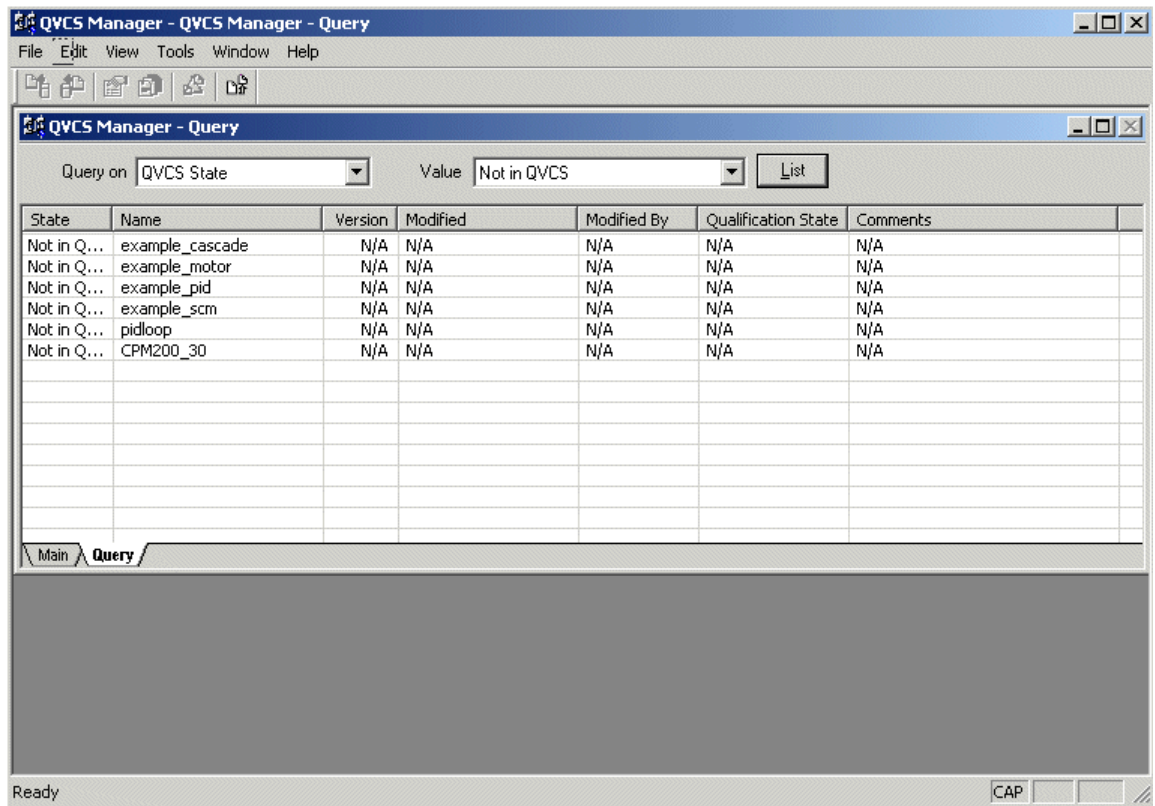 QVCS Manager - QVCS Manager - Query
File Edit View Tools Window Help
QVCS Manager - Query
Query on QVCS State Value Not in QVCS List
State Name Version Modified Modified By Qualification State Comments
Not in Q... example_cascade N/A N/A N/A N/A N/A
Not in Q... example_motor N/A N/A N/A N/A N/A
Not in Q... example_pid N/A N/A N/A N/A N/A
Not in Q... example_scm N/A N/A N/A N/A N/A
Not in Q... pidloop N/A N/A N/A N/A N/A
Not in Q... CPM200_30 N/A N/A N/A N/A N/A
Main Query
Ready CAP